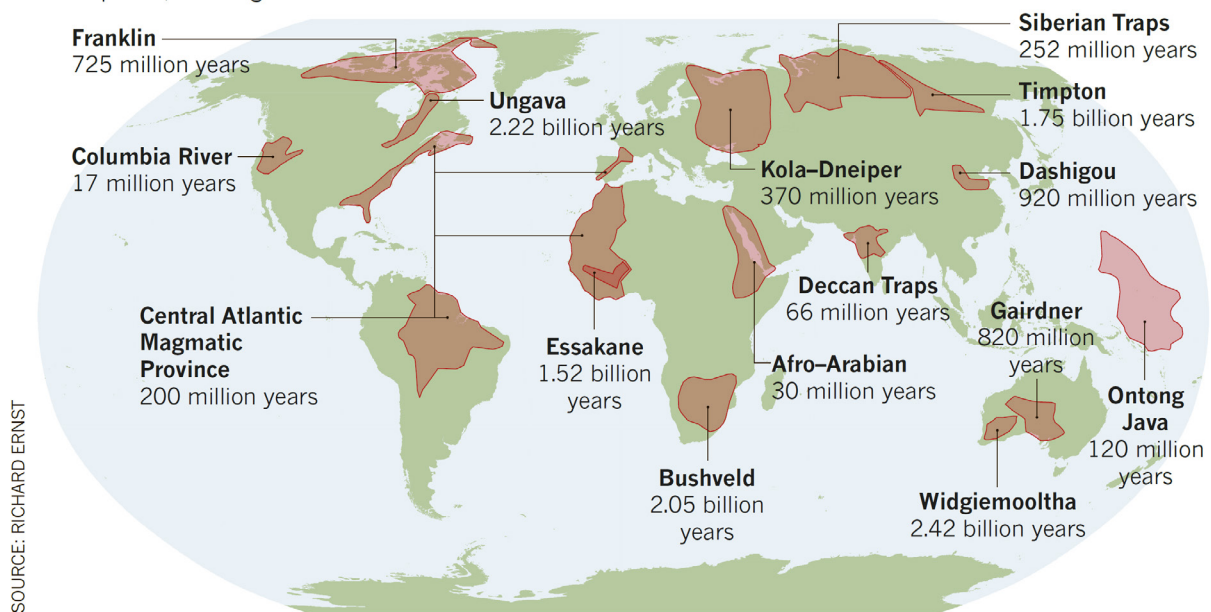 Franklin
725 million years
Siberian Traps
252 million years
Ungava
2.22 billion years
Timpton
1.75 billion years
Columbia River
17 million years
Kola–Dneiper
370 million years
Dashigou
920 million years
Central Atlantic
Magmatic
Province
200 million years
Essakane
1.52 billion
years
Deccan Traps
66 million years
Afro–Arabian
30 million years
Gairdner
820 million
years
Ontong
Java
120 million
years
Bushveld
2.05 billion
years
Widgiemooltha
2.42 billion years
SOURCE: RICHARD ERNST